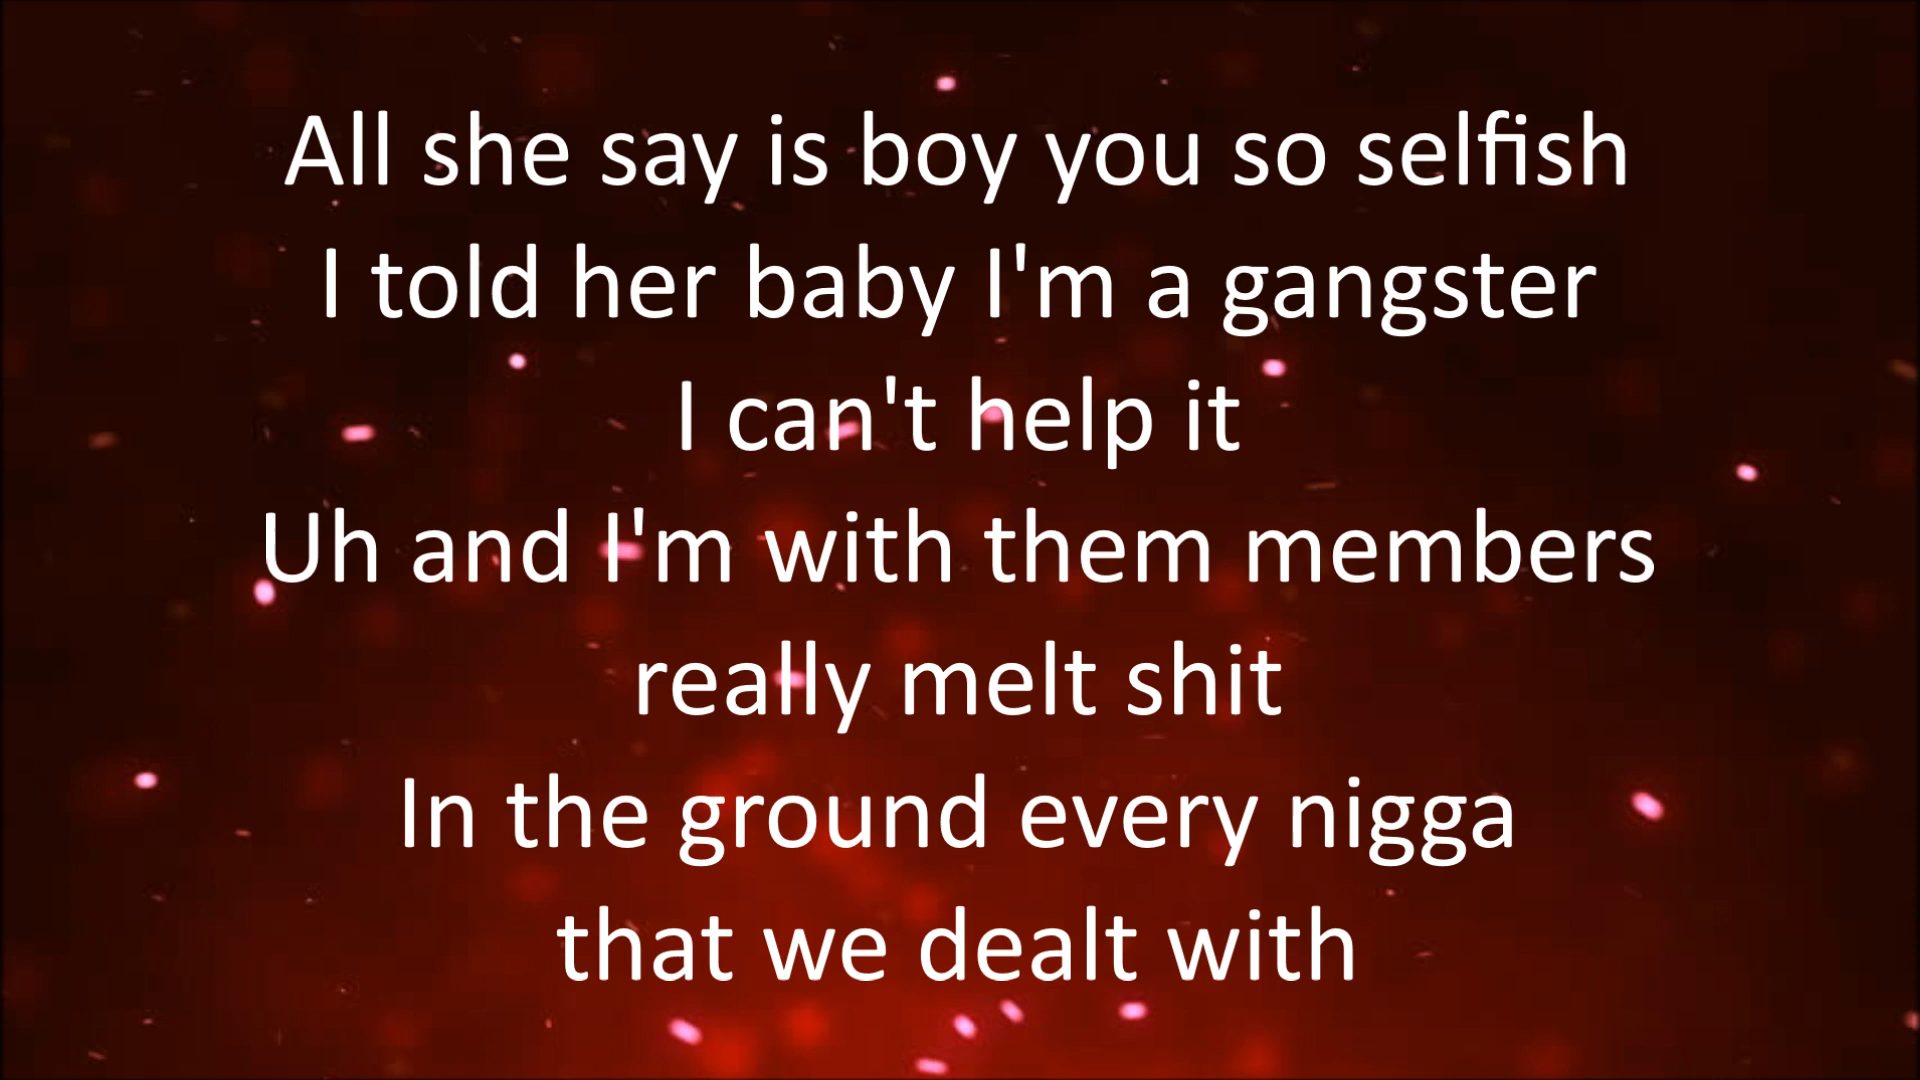 All she say is boy you so selfish
I told her baby I'm a gangster
I can't help it
Uh and I'm with them members
really melt shit
In the ground every nigga
that we dealt with